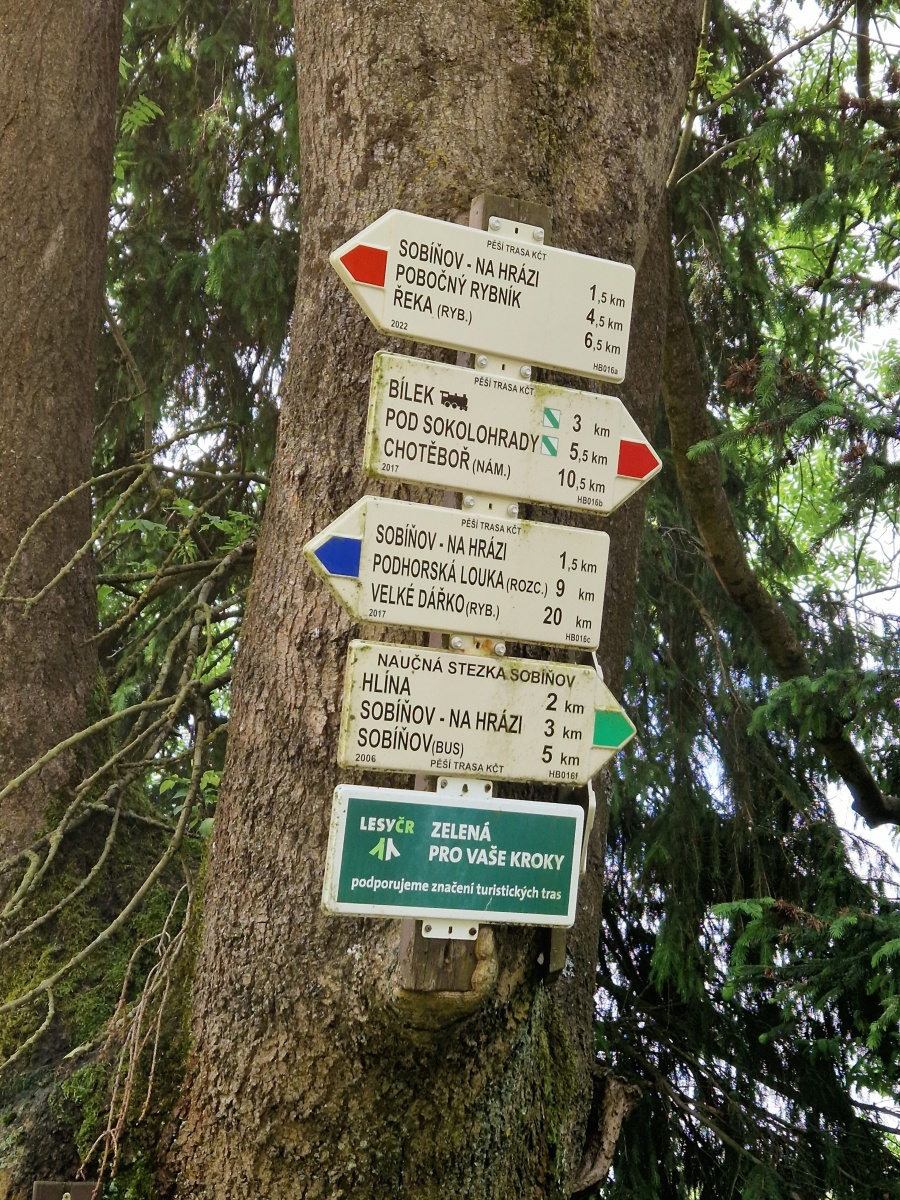 PĚŠÍ TRASA KČT
SOBÍŇOV - NA HRÁZI 1,5 km
POBOČNÝ RYBNÍK 4,5 km
ŘEKA (RYB.) 6,5 km
2022 HB016a
PĚŠÍ TRASA KČT
BÍLEK 3 km
POD SOKOLOHRADY 5,5 km
CHOTĚBOŘ (NÁM.) 10,5 km
2017 HB016b
PĚŠÍ TRASA KČT
SOBÍŇOV - NA HRÁZI 1,5 km
PODHORSKÁ LOUKA (ROZC.) 9 km
VELKÉ DÁŘKO (RYB.) 20 km
2017 HB016c
NAUČNÁ STEZKA SOBÍŇOV
HLÍNA 2 km
SOBÍŇOV - NA HRÁZI 3 km
SOBÍŇOV (BUS) 5 km
2006 PĚŠÍ TRASA KČT HB016f
LESY ČR ZELENÁ
PRO VAŠE KROKY
podporujeme značení turistických tras